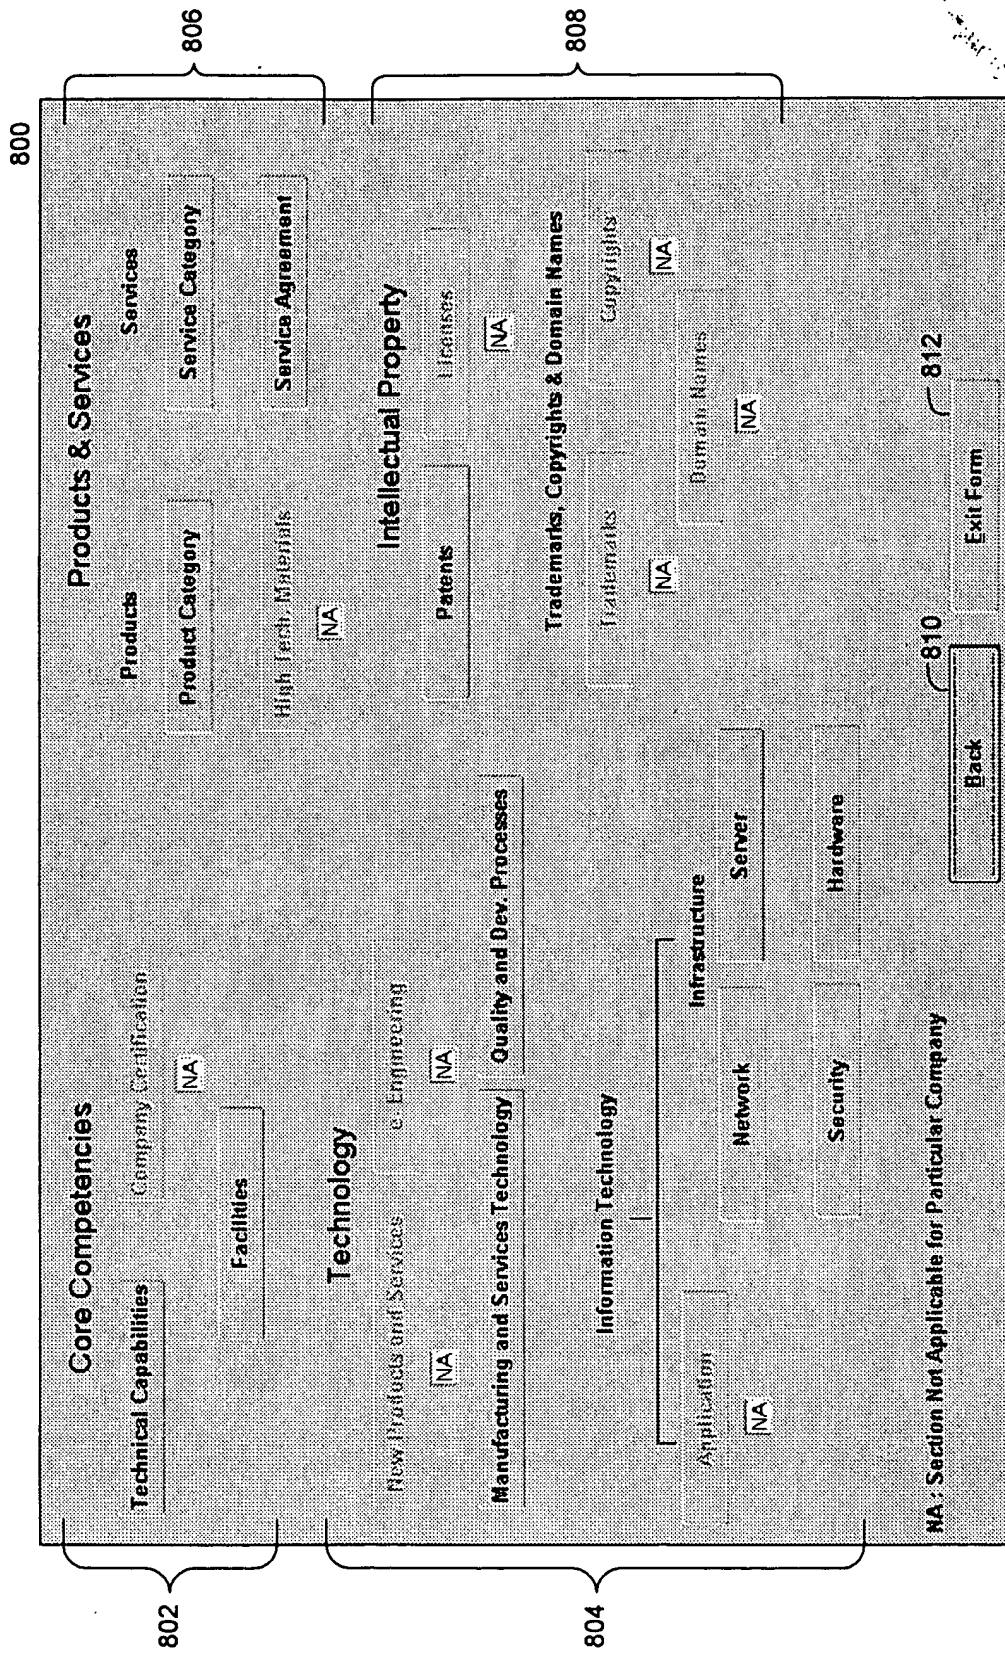 800
Core Competencies
Technical Capabilities
Company Certification
NA
Facilities
802
Products & Services
Products
Services
Product Category
Service Category
High Tech. Materials
Service Agreement
NA
806
Technology
New Products and Services
e. Engineering
NA
NA
Manufacturing and Services Technology
Quality and Dev. Processes
Information Technology
Infrastructure
Application
Network
Server
NA
Security
Hardware
804
Intellectual Property
Patents
Licenses
NA
Trademarks, Copyrights & Domain Names
Trademarks
Copyrights
NA
NA
Domain Names
NA
808
NA : Section Not Applicable for Particular Company
810
Back
812
Exit Form